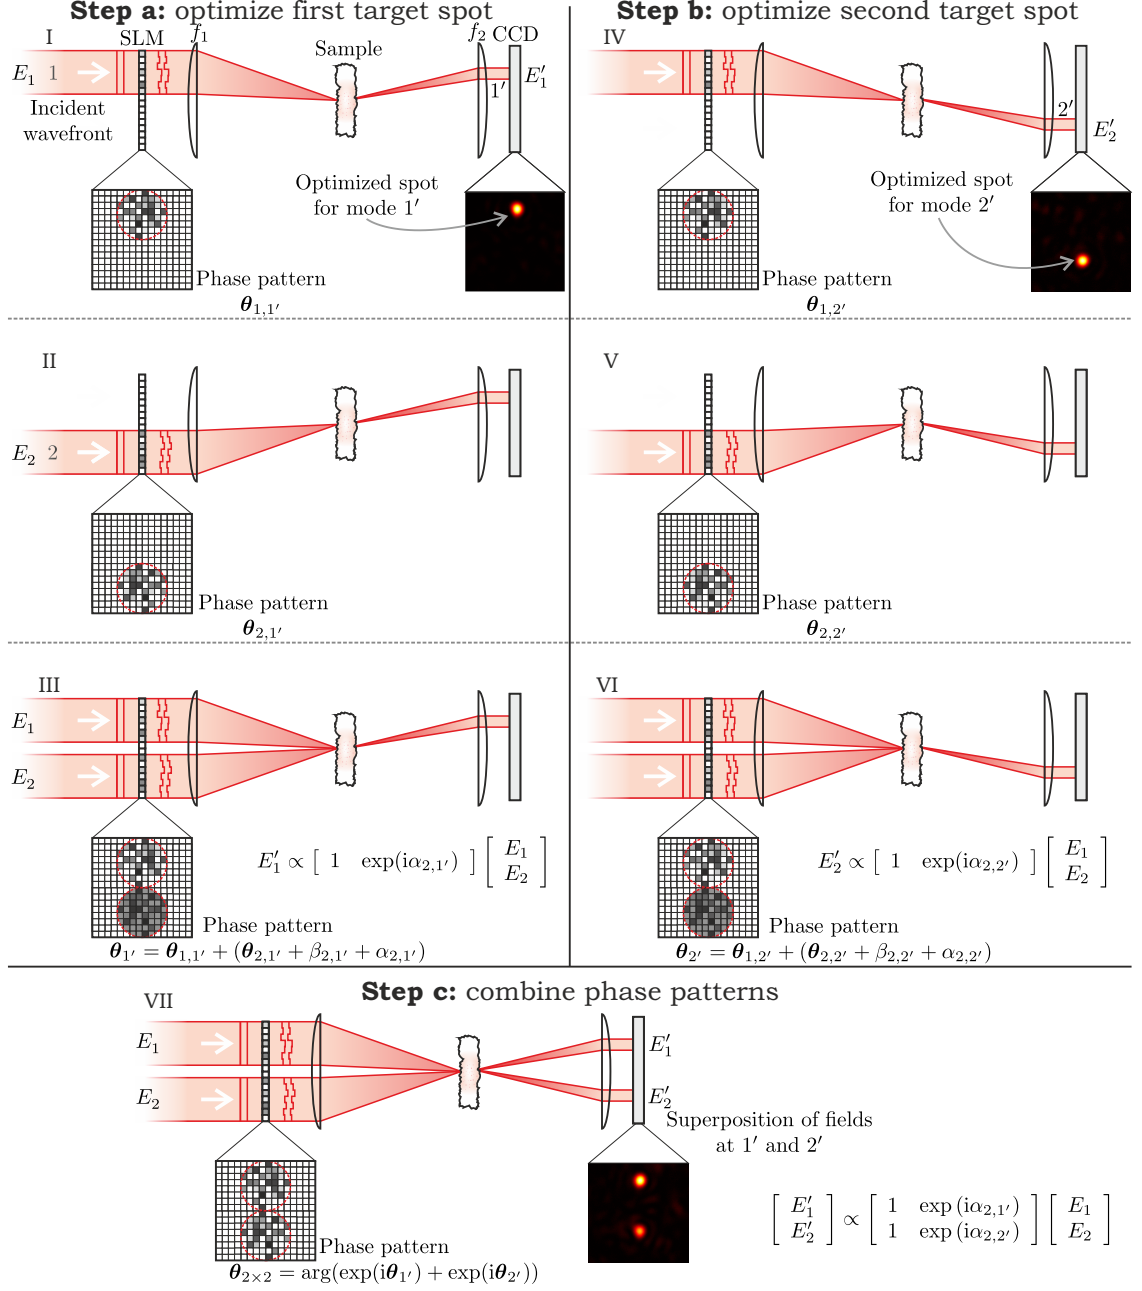 Step a: optimize first target spot
I
SLM
f₁
Sample
f₂ CCD
E₁ 1
1′
E′₁
Incident
wavefront
Optimized spot
for mode 1′
Phase pattern
θ₁,₁′
II
E₂ 2
Phase pattern
θ₂,₁′
III
E₁
E₂
E′₁ ∝ [ 1 exp(iα₂,₁′) ] [ E₁
E₂ ]
Phase pattern
θ₁′ = θ₁,₁′ + (θ₂,₁′ + β₂,₁′ + α₂,₁′)
Step b: optimize second target spot
IV
2′
E′₂
Optimized spot
for mode 2′
Phase pattern
θ₁,₂′
V
Phase pattern
θ₂,₂′
VI
E′₂ ∝ [ 1 exp(iα₂,₂′) ] [ E₁
E₂ ]
Phase pattern
θ₂′ = θ₁,₂′ + (θ₂,₂′ + β₂,₂′ + α₂,₂′)
Step c: combine phase patterns
VII
E₁
E₂
E′₁
E′₂
Superposition of fields
at 1′ and 2′
Phase pattern
θ₂ₓ₂ = arg(exp(iθ₁′) + exp(iθ₂′))
[ E′₁ ] ∝ [ 1 exp (iα₂,₁′) ] [ E₁ ]
[ E′₂ ] [ 1 exp (iα₂,₂′) ] [ E₂ ]